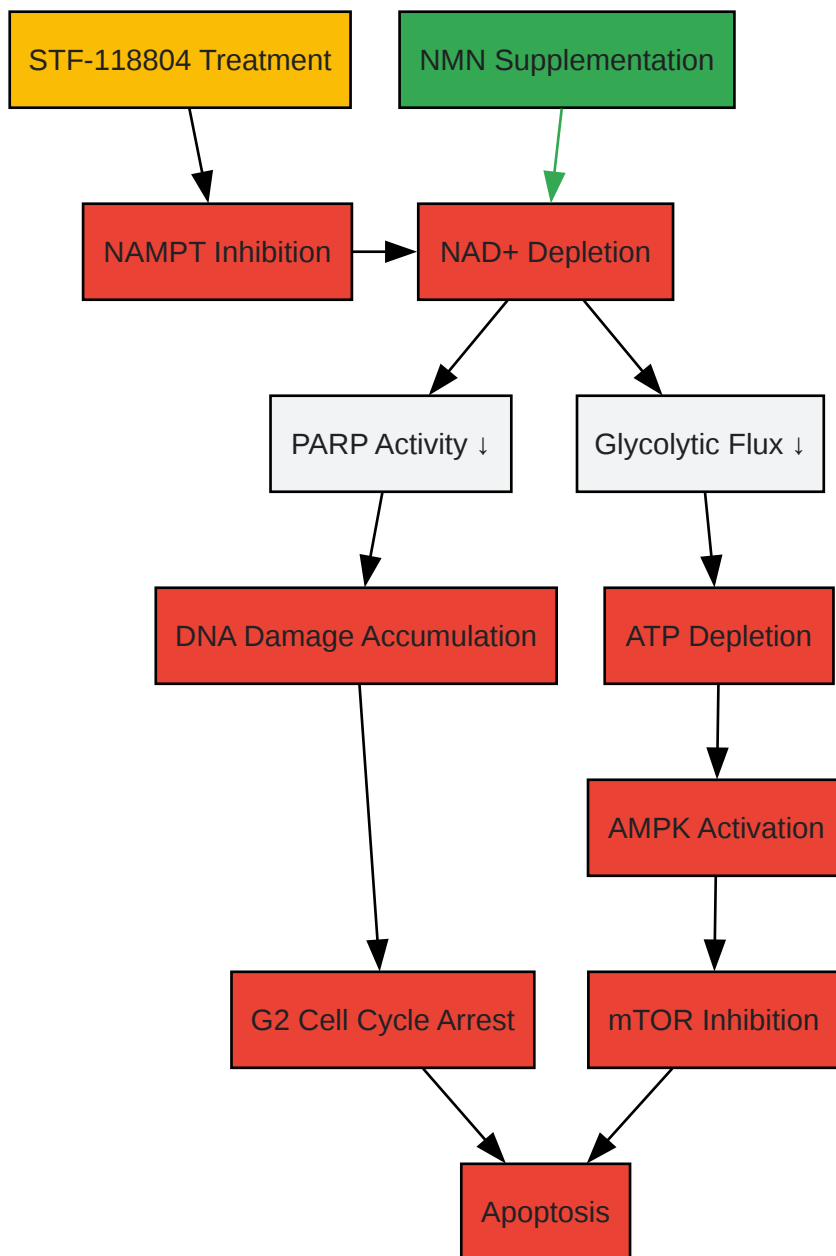 STF-118804 Treatment
NMN Supplementation
NAMPT Inhibition
NAD+ Depletion
PARP Activity ↓
Glycolytic Flux ↓
DNA Damage Accumulation
ATP Depletion
AMPK Activation
G2 Cell Cycle Arrest
mTOR Inhibition
Apoptosis